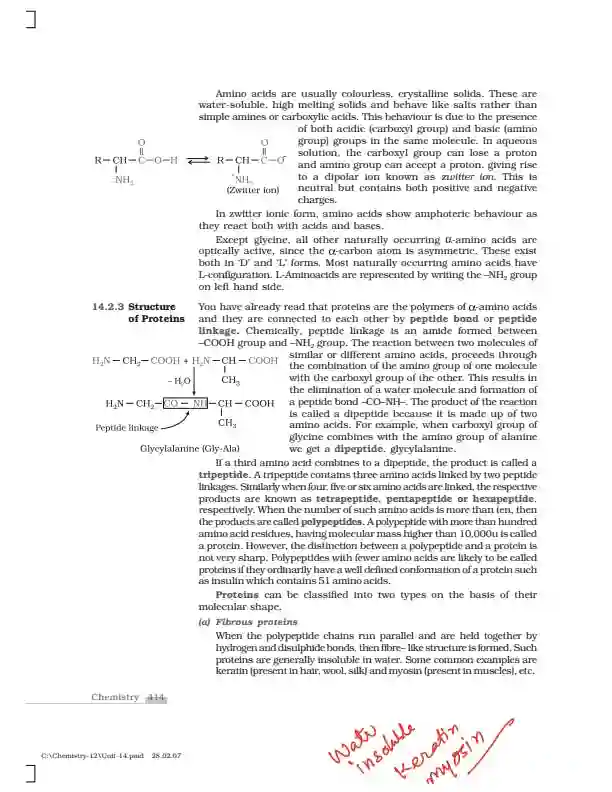 Amino acids are usually colourless, crystalline solids. These are
water-soluble, high melting solids and behave like salts rather than
simple amines or carboxylic acids. This behaviour is due to the presence
of both acidic (carboxyl group) and basic (amino
group) groups in the same molecule. In aqueous
solution, the carboxyl group can lose a proton
and amino group can accept a proton, giving rise
to a dipolar ion known as zwitter ion. This is
neutral but contains both positive and negative
charges.
O
R — CH — C — O — H ⇌ R — CH — C — O⁻
NH₂
(Zwitter ion)
In zwitter ionic form, amino acids show amphoteric behaviour as
they react both with acids and bases.
Except glycine, all other naturally occurring α-amino acids are
optically active, since the α-carbon atom is asymmetric. These exist
both in ‘D’ and ‘L’ forms. Most naturally occurring amino acids have
L-configuration. L-Aminoacids are represented by writing the –NH₂ group
on left hand side.
14.2.3 Structure
of Proteins
You have already read that proteins are the polymers of α-amino acids
and they are connected to each other by peptide bond or peptide
linkage. Chemically, peptide linkage is an amide formed between
–COOH group and –NH₂ group. The reaction between two molecules of
similar or different amino acids, proceeds through
the combination of the amino group of one molecule
with the carboxyl group of the other. This results in
the elimination of a water molecule and formation of
a peptide bond –CO–NH–. The product of the reaction
is called a dipeptide because it is made up of two
amino acids. For example, when carboxyl group of
glycine combines with the amino group of alanine
we get a dipeptide, glycylalanine.
H₂N — CH₂ — COOH + H₂N — CH — COOH
– H₂O
CH₃
H₂N — CH₂ — CO — NH — CH — COOH
CH₃
Peptide linkage
Glycylalanine (Gly-Ala)
If a third amino acid combines to a dipeptide, the product is called a
tripeptide. A tripeptide contains three amino acids linked by two peptide
linkages. Similarly when four, five or six amino acids are linked, the respective
products are known as tetrapeptide, pentapeptide or hexapeptide,
respectively. When the number of such amino acids is more than ten, then
the products are called polypeptides. A polypeptide with more than hundred
amino acid residues, having molecular mass higher than 10,000u is called
a protein. However, the distinction between a polypeptide and a protein is
not very sharp. Polypeptides with fewer amino acids are likely to be called
proteins if they ordinarily have a well defined conformation of a protein such
as insulin which contains 51 amino acids.
Proteins can be classified into two types on the basis of their
molecular shape.
(a) Fibrous proteins
When the polypeptide chains run parallel and are held together by
hydrogen and disulphide bonds, then fibre– like structure is formed. Such
proteins are generally insoluble in water. Some common examples are
keratin (present in hair, wool, silk) and myosin (present in muscles), etc.
Chemistry 414
C:\Chemistry-12\Unit-14.pmd 28.02.07
insoluble
Keratin
myosin